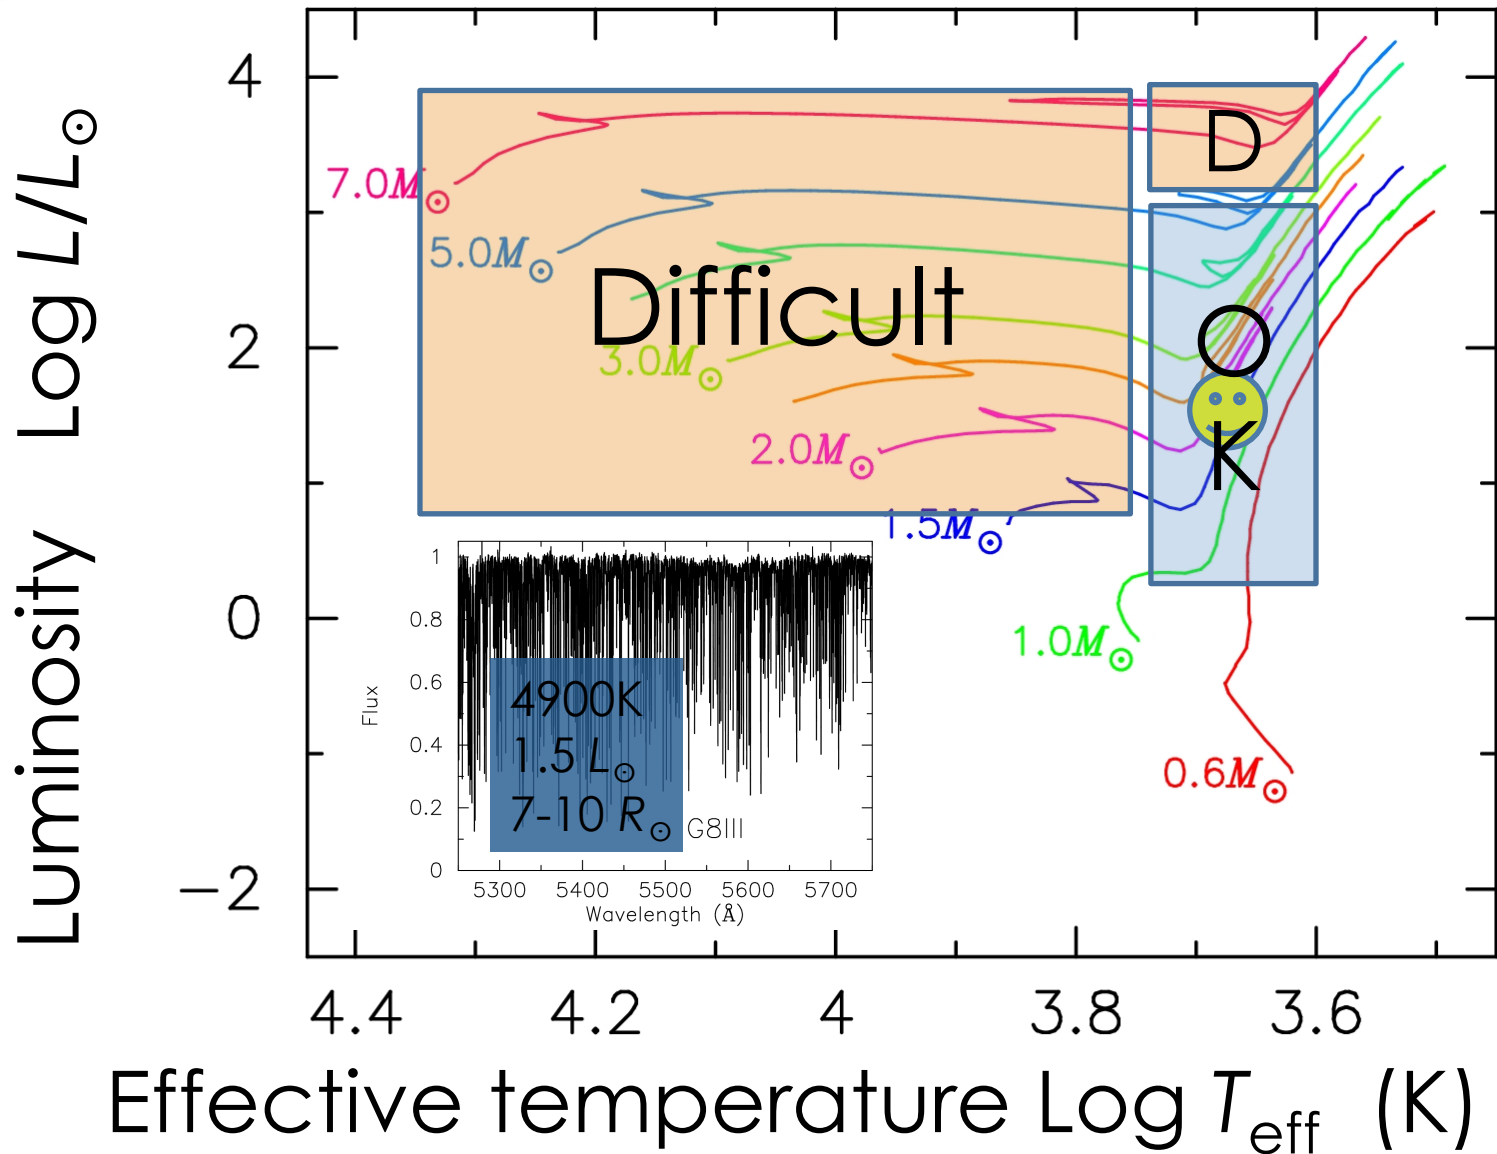 Luminosity Log L/L☉
4
2
0
−2
7.0M☉
5.0M☉
3.0M☉
2.0M☉
1.5M☉
1.0M☉
0.6M☉
Difficult
D
O
K
Flux
1
0.8
0.6
0.4
0.2
0
4900K
1.5 L☉
7-10 R☉
G8III
5300 5400 5500 5600 5700
Wavelength (Å)
4.4 4.2 4 3.8 3.6
Effective temperature Log Teff (K)